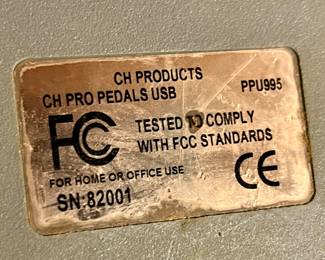 CH PRODUCTS
CH PRO PEDALS USB PPU995
FC TESTED TO COMPLY
WITH FCC STANDARDS
FOR HOME OR OFFICE USE
SN:82001 CE